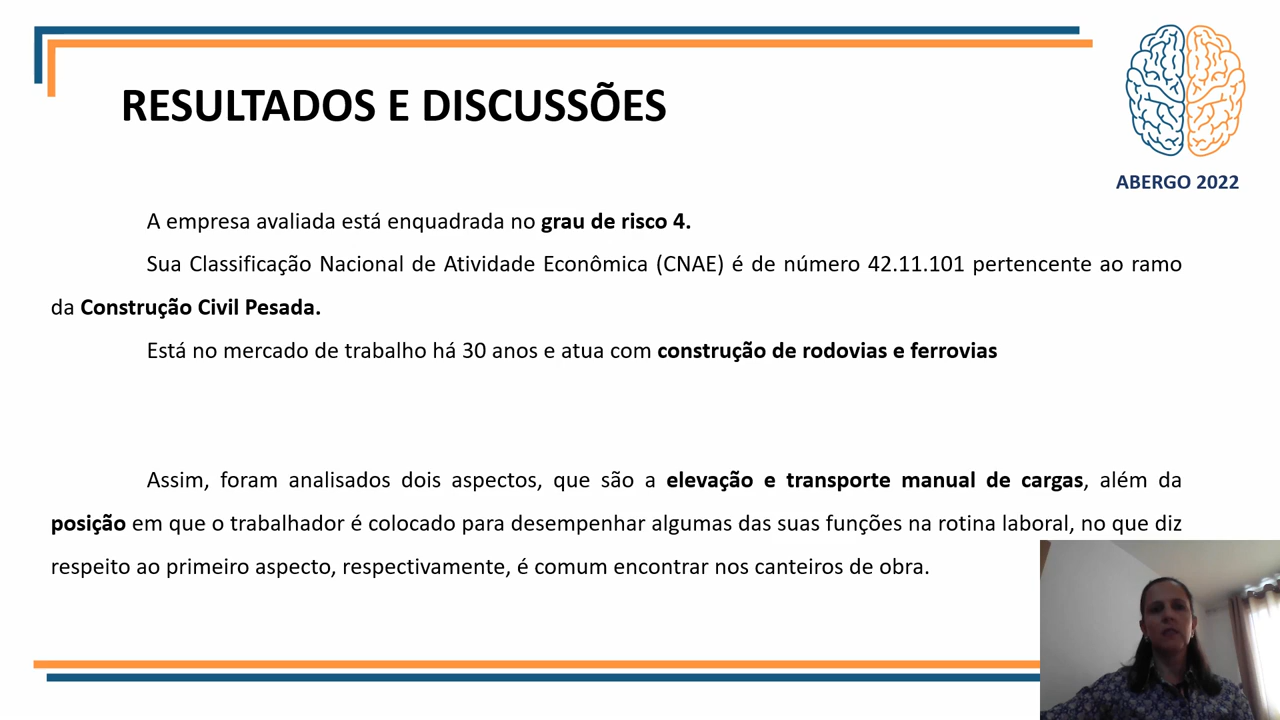 RESULTADOS E DISCUSSÕES
ABERGO 2022
A empresa avaliada está enquadrada no grau de risco 4.
Sua Classificação Nacional de Atividade Econômica (CNAE) é de número 42.11.101 pertencente ao ramo
da Construção Civil Pesada.
Está no mercado de trabalho há 30 anos e atua com construção de rodovias e ferrovias
Assim, foram analisados dois aspectos, que são a elevação e transporte manual de cargas, além da
posição em que o trabalhador é colocado para desempenhar algumas das suas funções na rotina laboral, no que diz
respeito ao primeiro aspecto, respectivamente, é comum encontrar nos canteiros de obra.